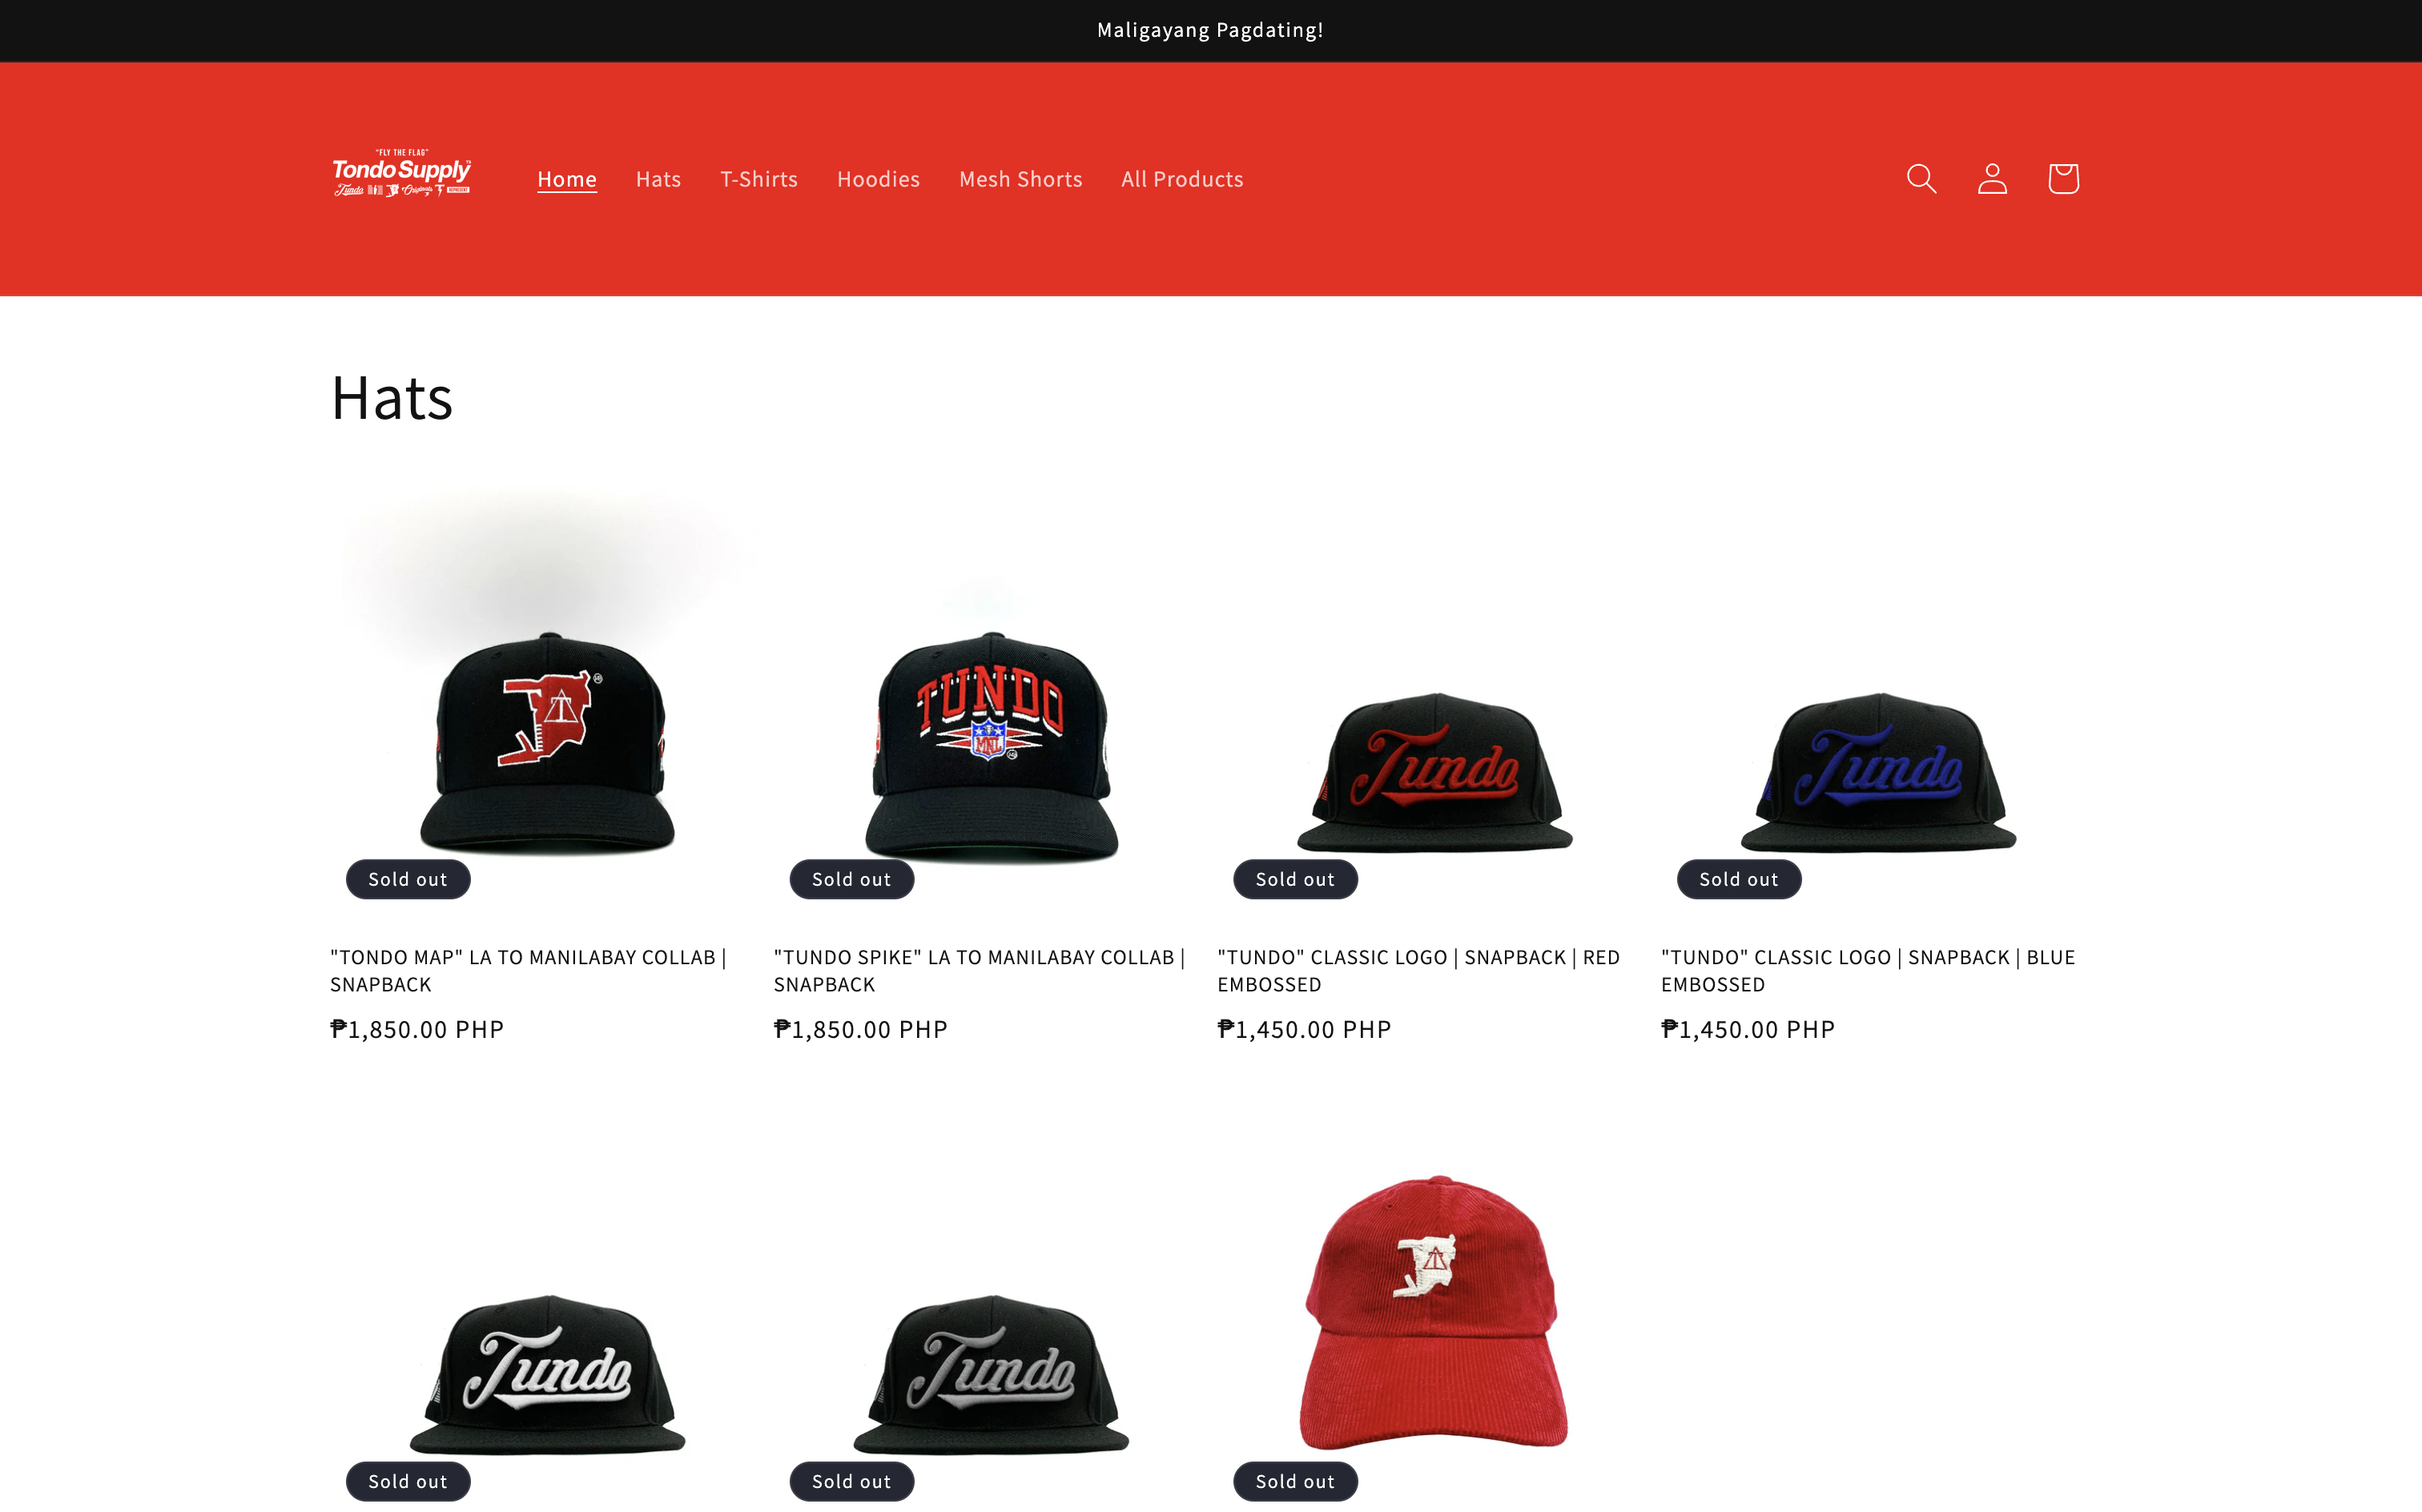 Maligayang Pagdating!
"FLY THE FLAG"
Tondo Supply
Tundo
Originals
REPRESENT
Home
Hats
T-Shirts
Hoodies
Mesh Shorts
All Products
Hats
TUNDO
MNL
Tundo
Tundo
Sold out
Sold out
Sold out
Sold out
"TONDO MAP" LA TO MANILABAY COLLAB |
SNAPBACK
₱1,850.00 PHP
"TUNDO SPIKE" LA TO MANILABAY COLLAB |
SNAPBACK
₱1,850.00 PHP
"TUNDO" CLASSIC LOGO | SNAPBACK | RED
EMBOSSED
₱1,450.00 PHP
"TUNDO" CLASSIC LOGO | SNAPBACK | BLUE
EMBOSSED
₱1,450.00 PHP
Tundo
Tundo
Sold out
Sold out
Sold out